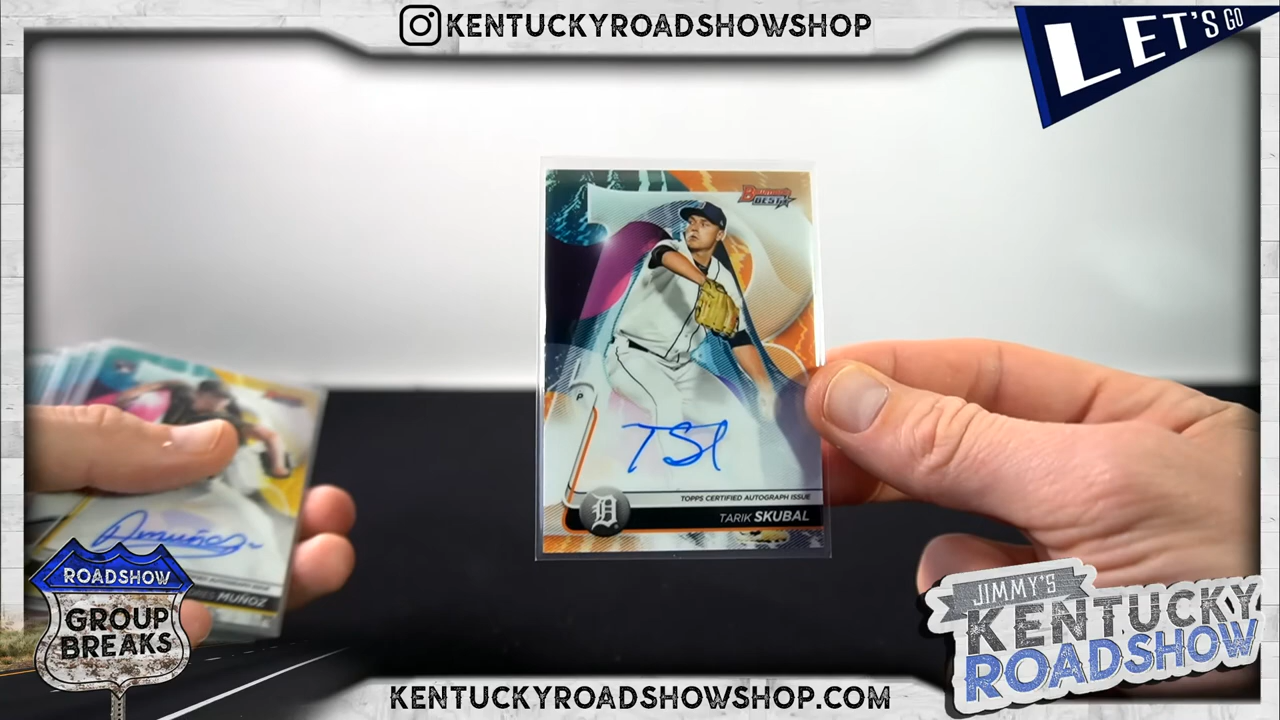 KENTUCKYROADSHOWSHOP
LET'S GO
BOWMAN'S
BEST
P
TSl
TOPPS CERTIFIED AUTOGRAPH ISSUE
TARIK SKUBAL
D
MUÑOZ
ROADSHOW
GROUP
BREAKS
JIMMY'S
KENTUCKY
ROADSHOW
KENTUCKYROADSHOWSHOP.COM